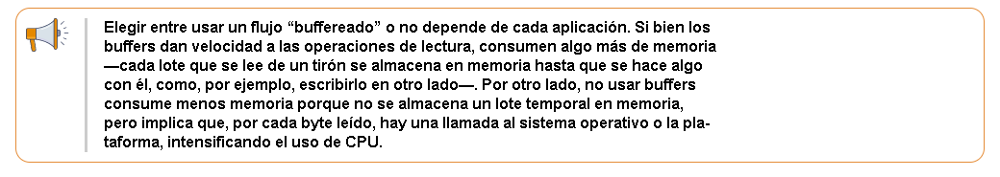 Elegir entre usar un flujo “buffereado” o no depende de cada aplicación. Si bien los
buffers dan velocidad a las operaciones de lectura, consumen algo más de memoria
—cada lote que se lee de un tirón se almacena en memoria hasta que se hace algo
con él, como, por ejemplo, escribirlo en otro lado—. Por otro lado, no usar buffers
consume menos memoria porque no se almacena un lote temporal en memoria,
pero implica que, por cada byte leído, hay una llamada al sistema operativo o la pla-
taforma, intensificando el uso de CPU.